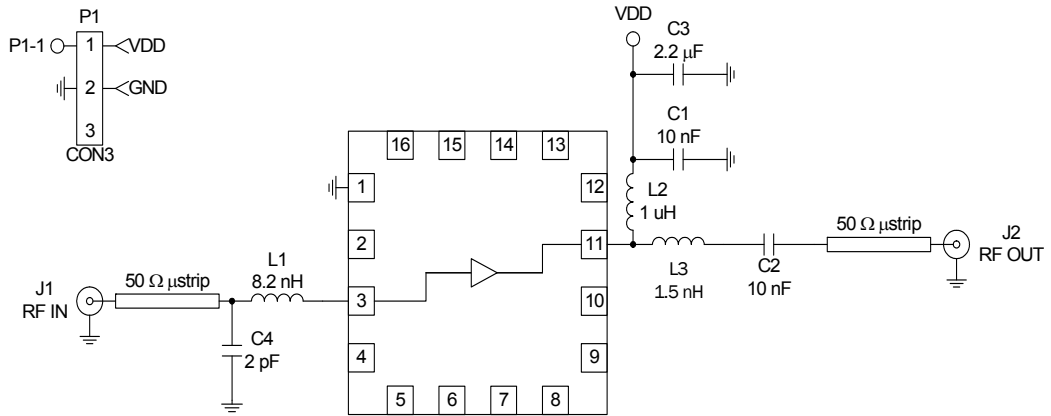 P1
P1-1
1
VDD
2
GND
3
CON3
VDD
C3
2.2 μF
C1
10 nF
16
15
14
13
1
12
L2
1 uH
2
11
50 Ω μstrip
J2
RF OUT
L3
1.5 nH
C2
10 nF
L1
8.2 nH
50 Ω μstrip
J1
RF IN
3
10
C4
2 pF
4
9
5
6
7
8